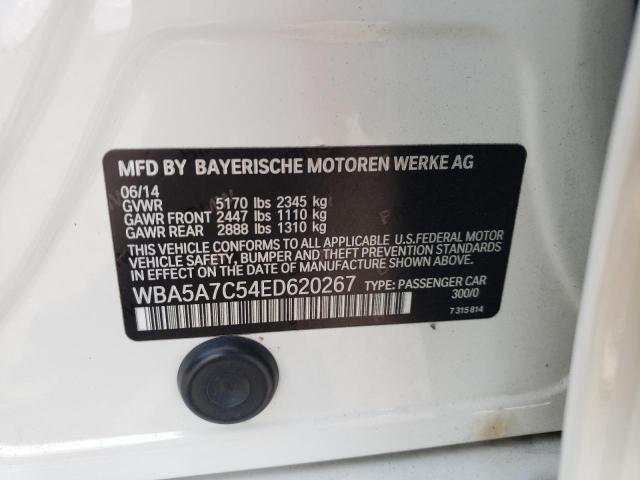 MFD BY BAYERISCHE MOTOREN WERKE AG
06/14
GVWR 5170 lbs 2345 kg
GAWR FRONT 2447 lbs 1110 kg
GAWR REAR 2888 lbs 1310 kg
THIS VEHICLE CONFORMS TO ALL APPLICABLE U.S.FEDERAL MOTOR
VEHICLE SAFETY, BUMPER AND THEFT PREVENTION STANDARDS
IN EFFECT ON THE DATE OF MANUFACTURE SHOWN ABOVE.
WBA5A7C54ED620267 TYPE: PASSENGER CAR
300/0
7 315 814